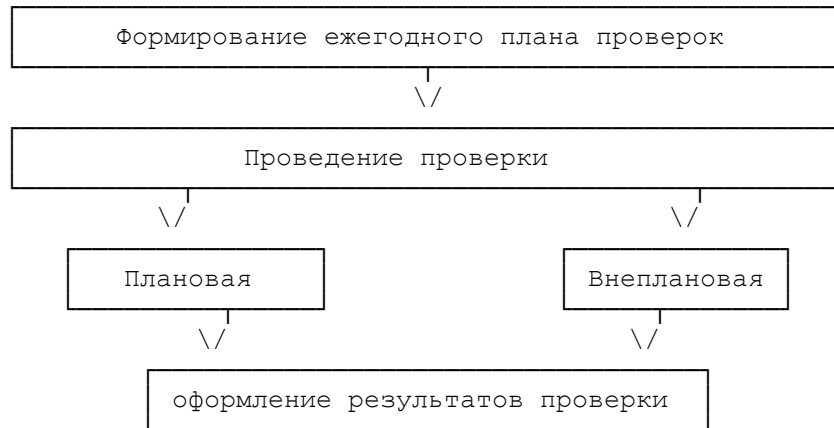 Формирование ежегодного плана проверок
\/
Проведение проверки
\/ \/
Плановая Внеплановая
\/ \/
оформление результатов проверки